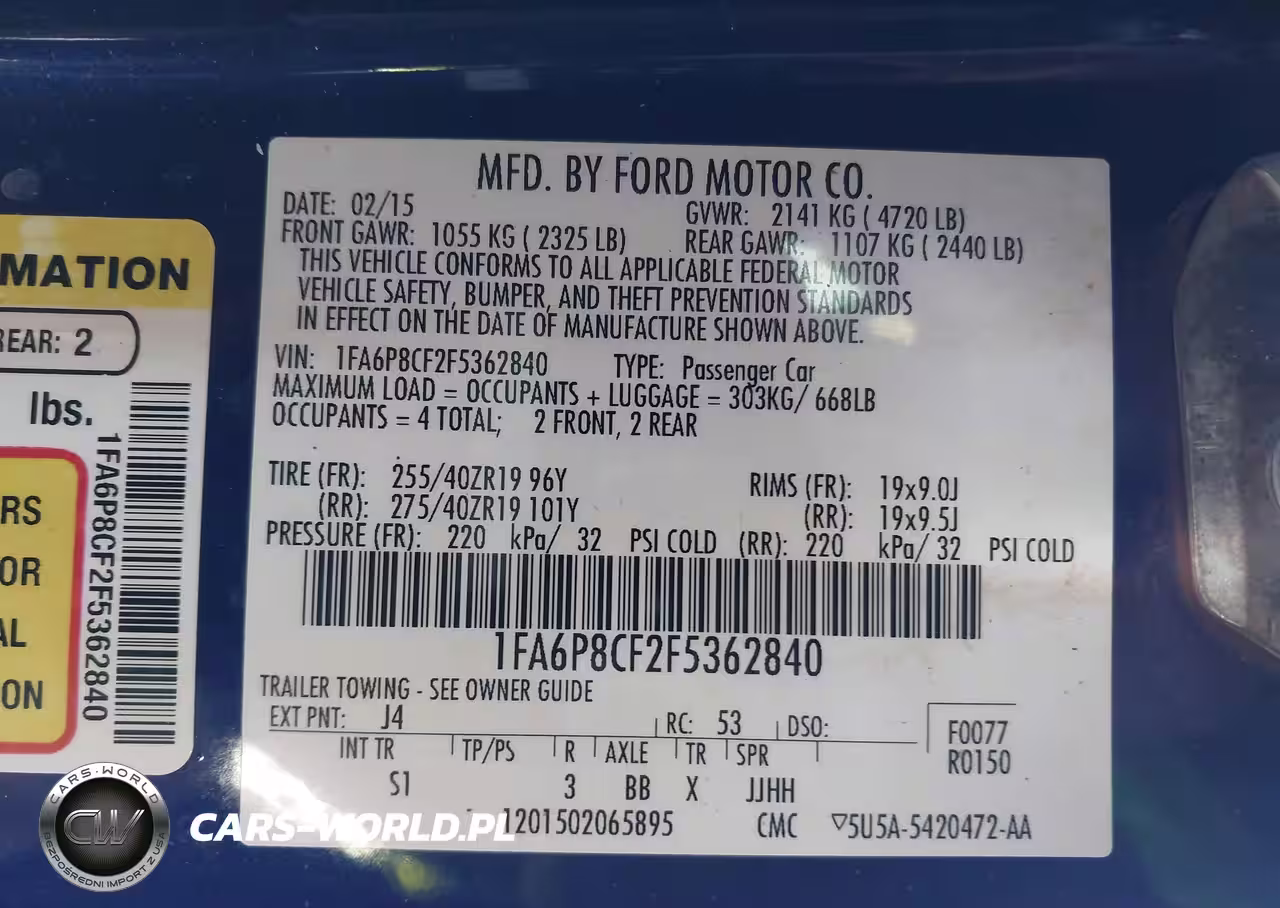 MFD. BY FORD MOTOR CO.
DATE: 02/15
GVWR: 2141 KG ( 4720 LB)
FRONT GAWR: 1055 KG ( 2325 LB)
REAR GAWR: 1107 KG ( 2440 LB)
THIS VEHICLE CONFORMS TO ALL APPLICABLE FEDERAL MOTOR
VEHICLE SAFETY, BUMPER, AND THEFT PREVENTION STANDARDS
IN EFFECT ON THE DATE OF MANUFACTURE SHOWN ABOVE.
VIN: 1FA6P8CF2F5362840 TYPE: Passenger Car
MAXIMUM LOAD = OCCUPANTS + LUGGAGE = 303KG/ 668LB
OCCUPANTS = 4 TOTAL; 2 FRONT, 2 REAR
TIRE (FR): 255/40ZR19 96Y RIMS (FR): 19x9.0J
(RR): 275/40ZR19 101Y (RR): 19x9.5J
PRESSURE (FR): 220 kPa/ 32 PSI COLD (RR): 220 kPa/ 32 PSI COLD
1FA6P8CF2F5362840
TRAILER TOWING - SEE OWNER GUIDE
EXT PNT: J4 RC: 53 DSO:
F0077
R0150
INT TR TP/PS R AXLE TR SPR
S1 3 BB X JJHH
1201502065895 CMC ▽5U5A-5420472-AA
MATION
REAR: 2
lbs.
RS
OR
AL
ON
1FA6P8CF2F5362840
CARS-WORLD
CW
BEZPOŚREDNI IMPORT Z USA
CARS-WORLD.PL